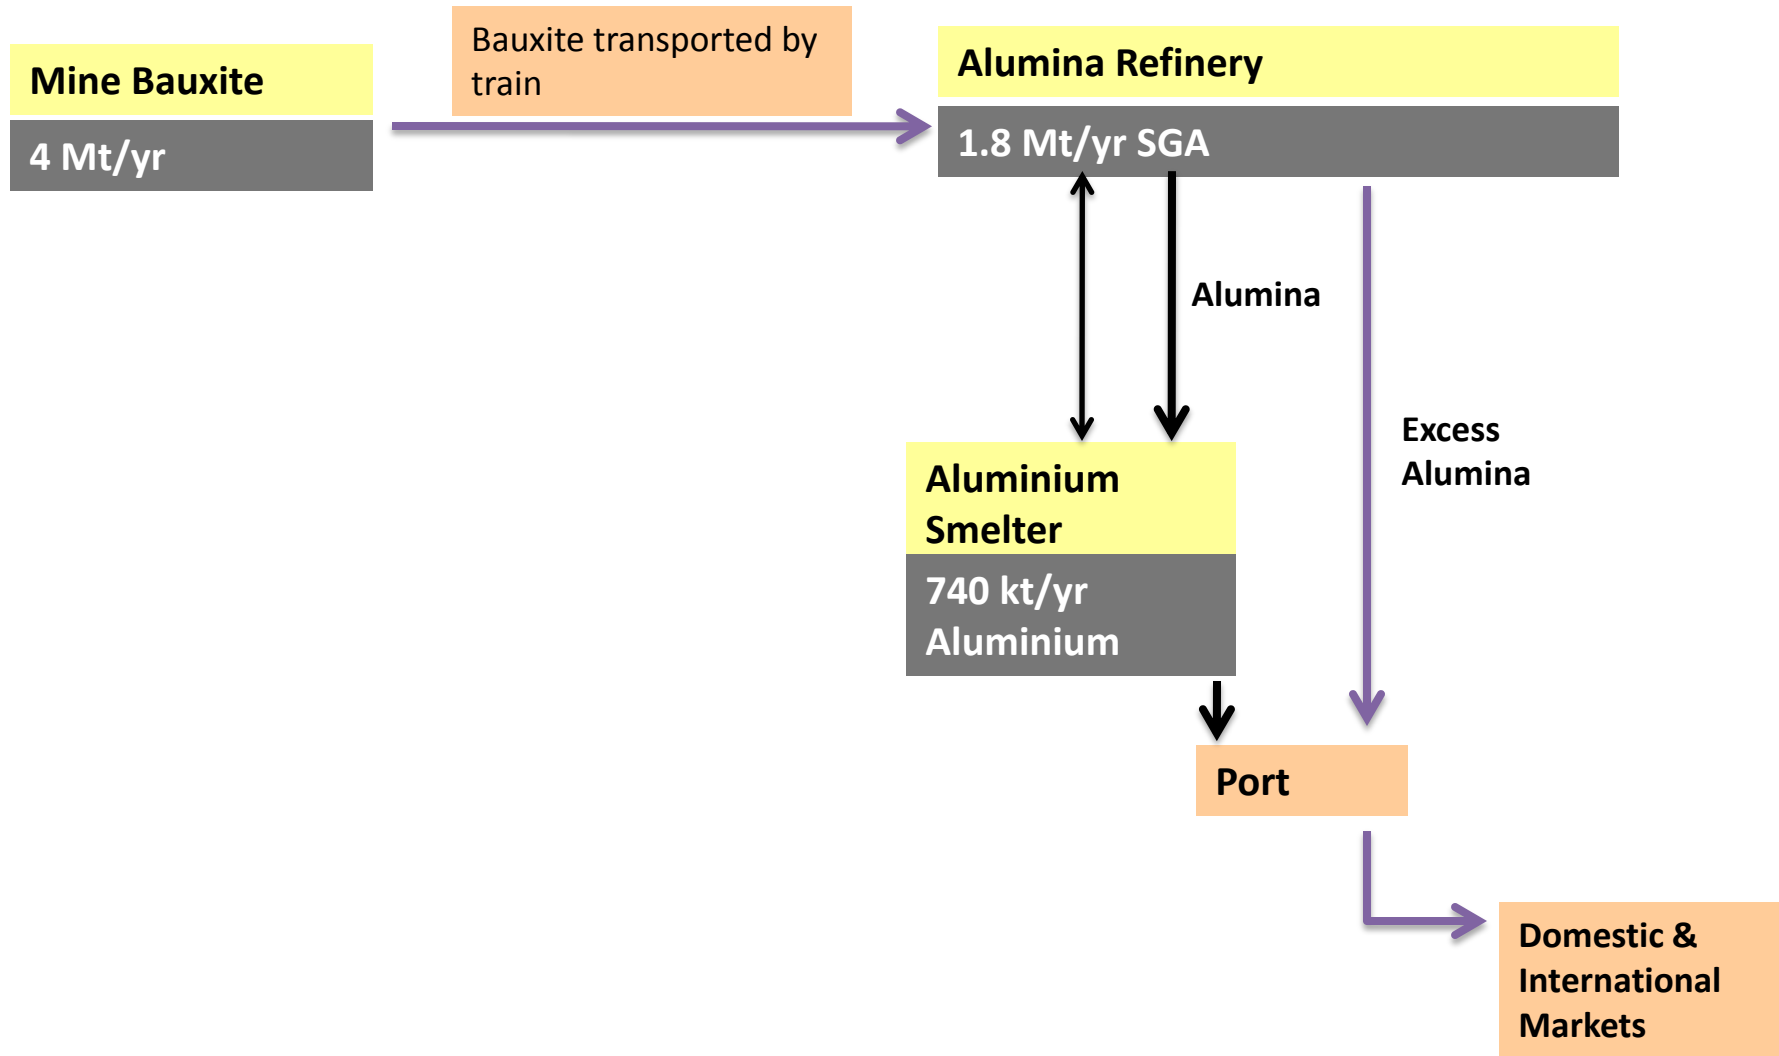 Mine Bauxite
4 Mt/yr
Bauxite transported by
train
Alumina Refinery
1.8 Mt/yr SGA
Alumina
Excess
Alumina
Aluminium
Smelter
740 kt/yr
Aluminium
Port
Domestic &
International
Markets